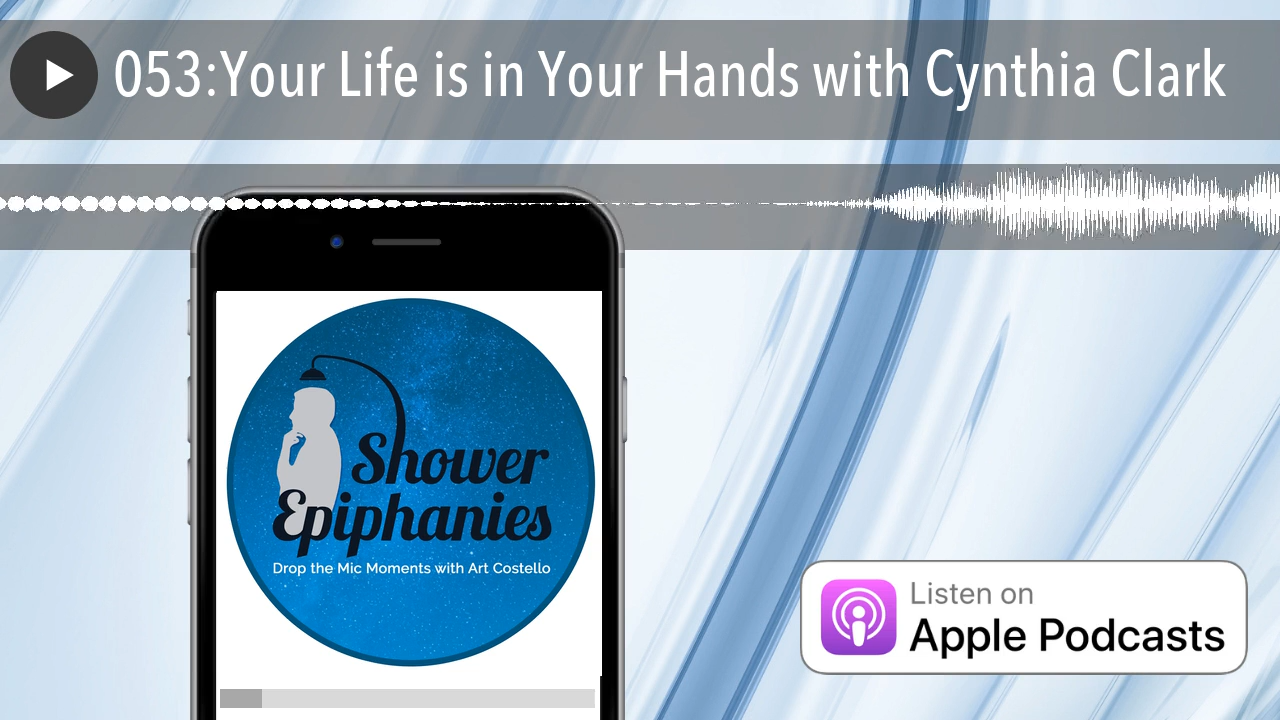 053:Your Life is in Your Hands with Cynthia Clark
Shower
Epiphanies
Drop the Mic Moments with Art Costello
Listen on
Apple Podcasts